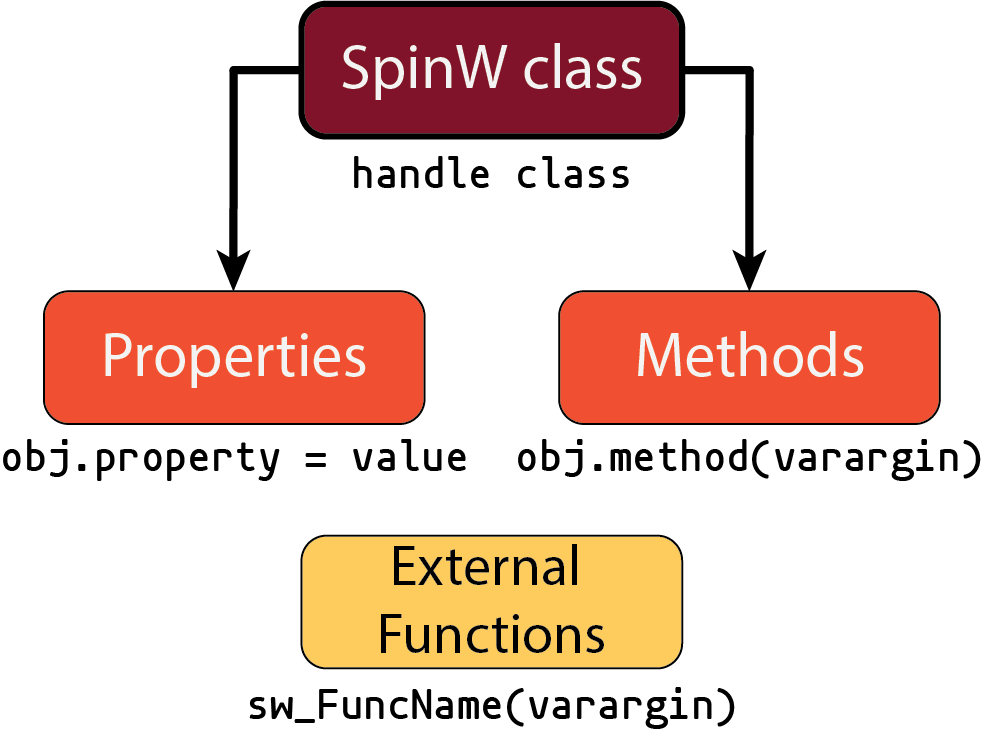 SpinW class
handle class
Properties
Methods
obj.property = value
obj.method(varargin)
External
Functions
sw_FuncName(varargin)